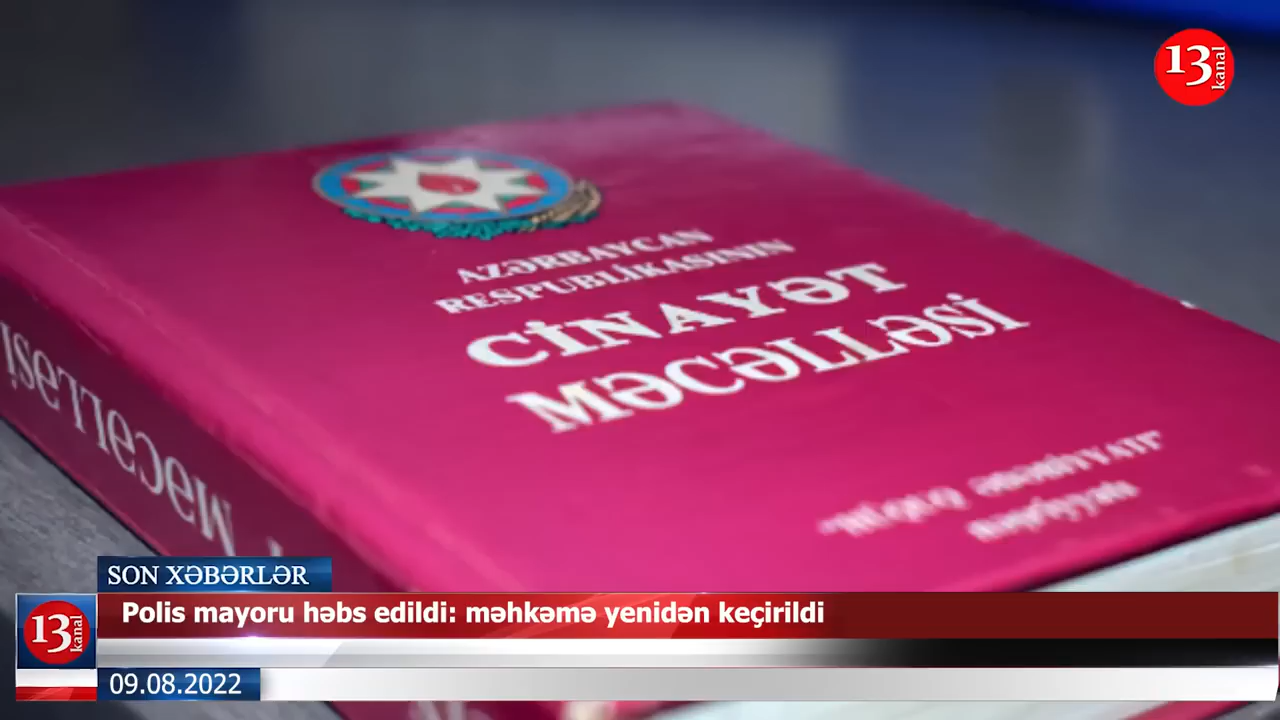 13 kanal
AZƏRBAYCAN
RESPUBLİKASININ
CİNAYƏT
MƏCƏLLƏSİ
MƏCƏLLƏSİ
SON XƏBƏRLƏR
13 kanal
Polis mayoru həbs edildi: məhkəmə yenidən keçirildi
09.08.2022